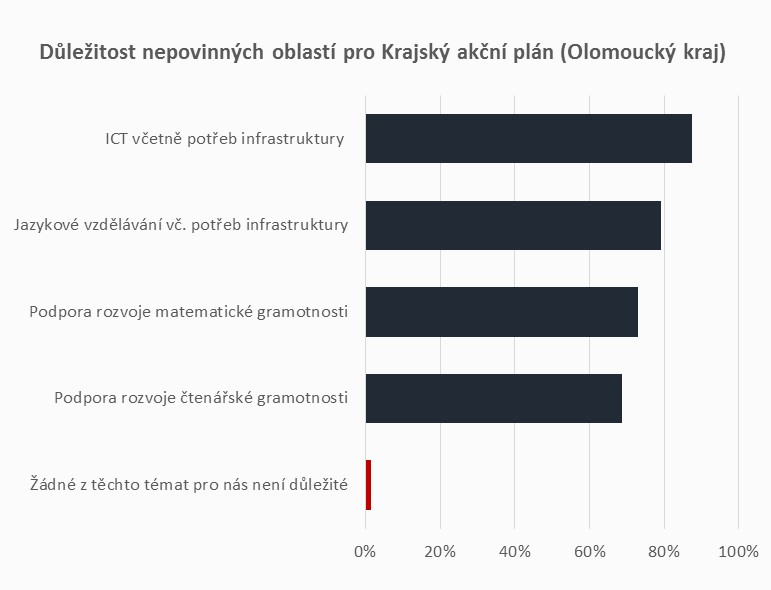 Důležitost nepovinných oblastí pro Krajský akční plán (Olomoucký kraj)
ICT včetně potřeb infrastruktury
Jazykové vzdělávání vč. potřeb infrastruktury
Podpora rozvoje matematické gramotnosti
Podpora rozvoje čtenářské gramotnosti
Žádné z těchto témat pro nás není důležité
0% 20% 40% 60% 80% 100%